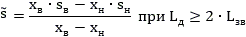 s̃ = (xв · sв − xн · sн) / (xв − xн) при Lд ≥ 2 · Lзв